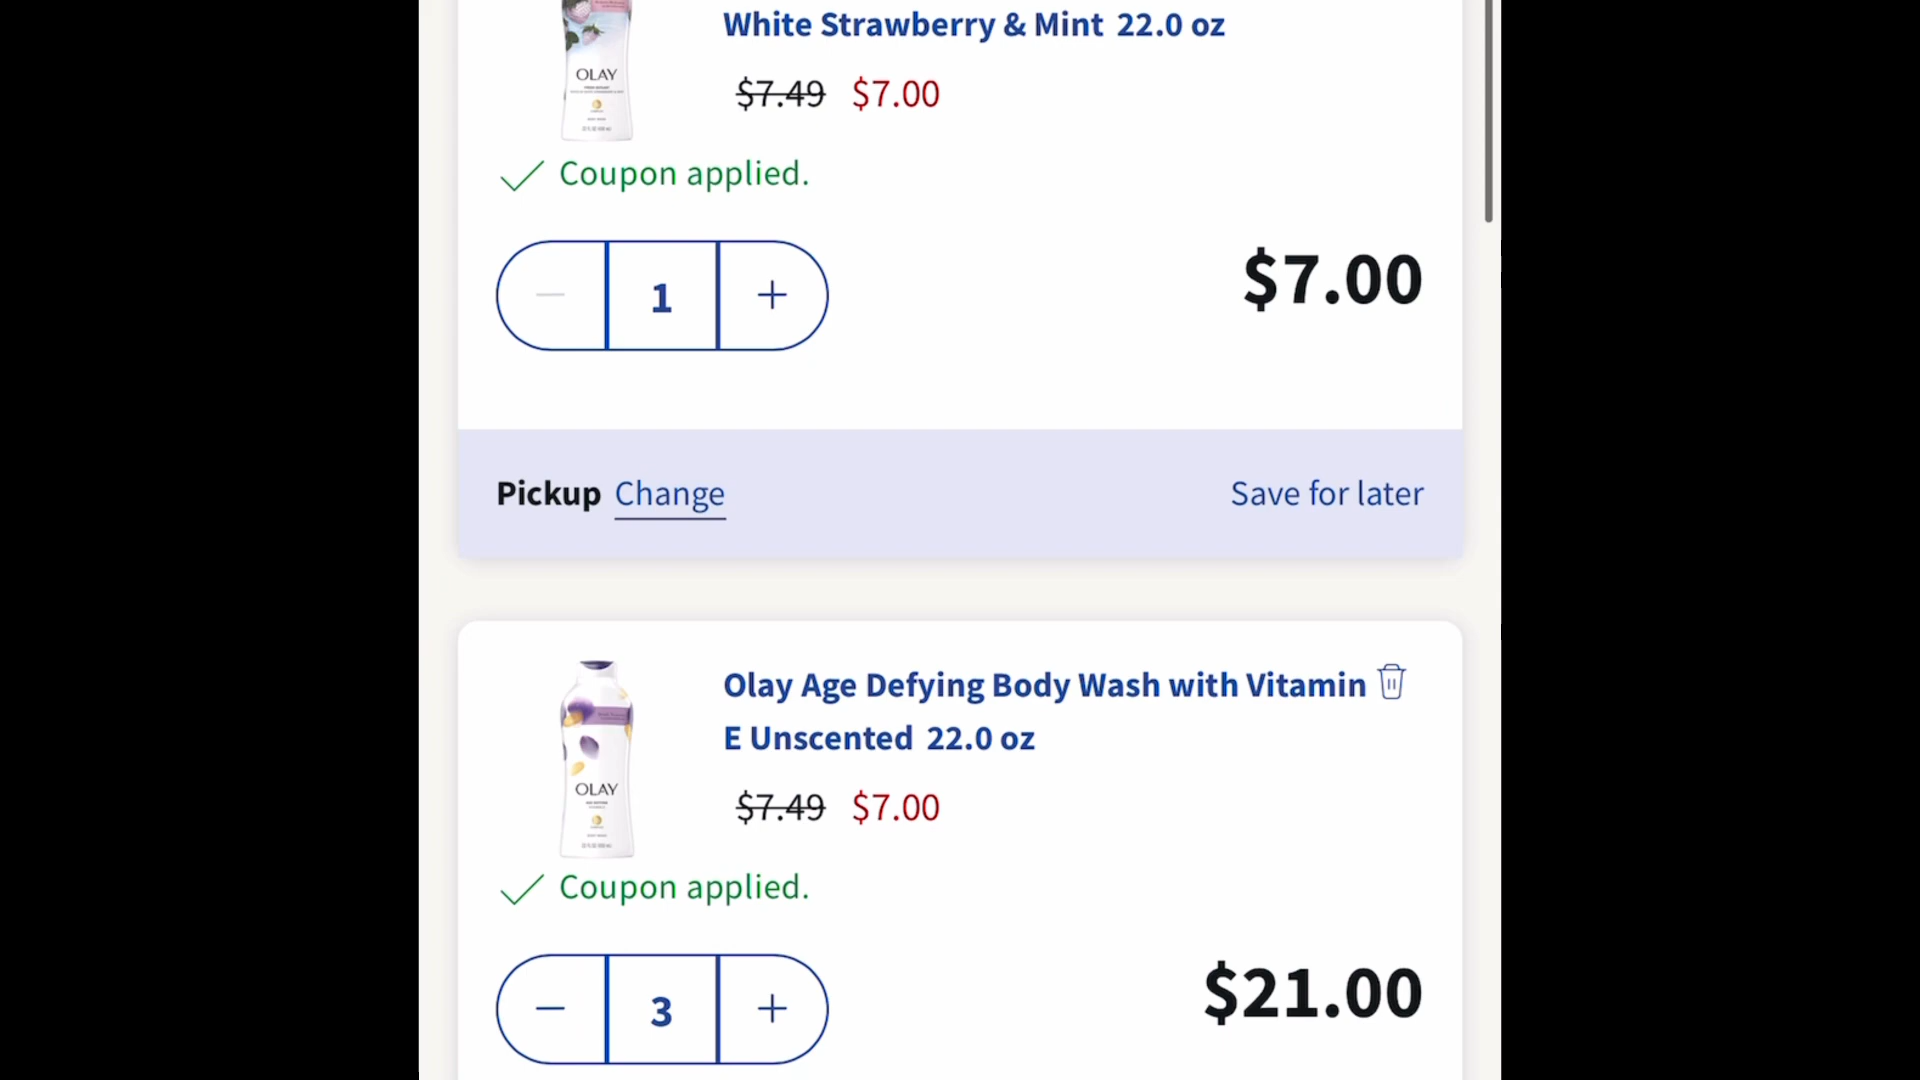 White Strawberry & Mint 22.0 oz
$7.49 $7.00
OLAY
Coupon applied.
1
$7.00
Pickup Change
Save for later
Olay Age Defying Body Wash with Vitamin
E Unscented 22.0 oz
$7.49 $7.00
OLAY
Coupon applied.
3
$21.00